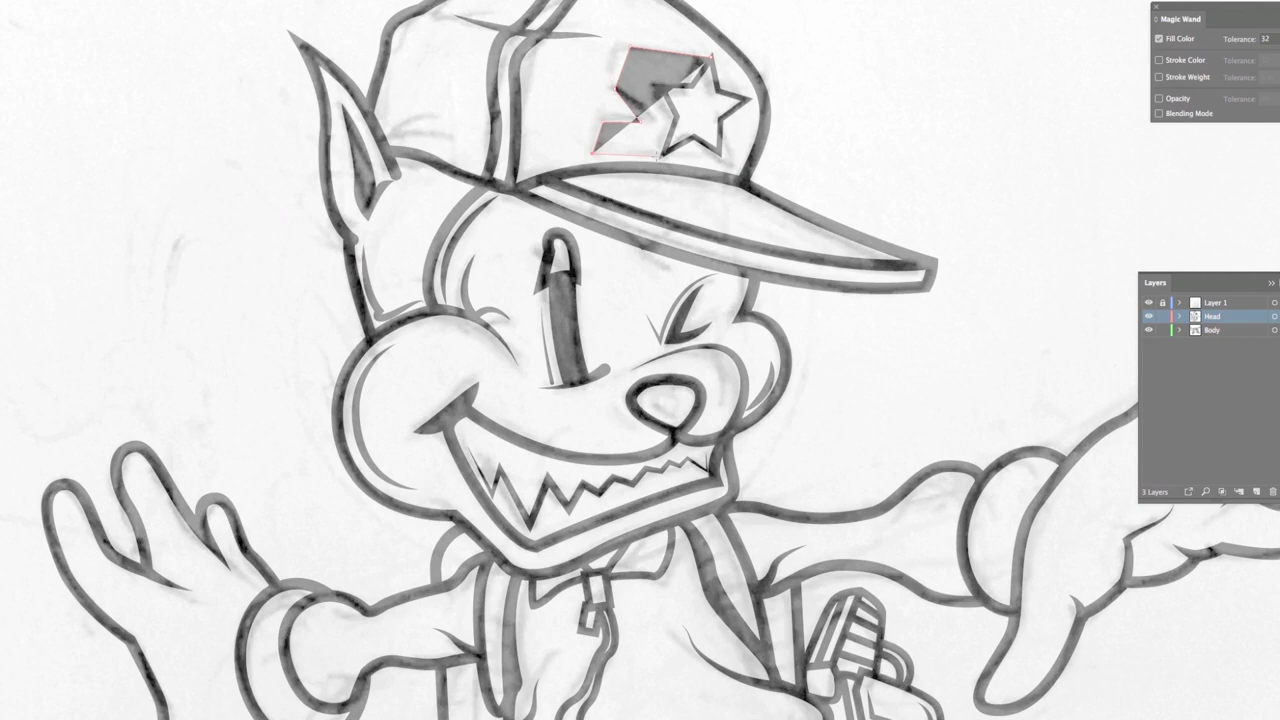 Magic Wand
Fill Color Tolerance: 32
Stroke Color Tolerance:
Stroke Weight Tolerance:
Opacity Tolerance:
Blending Mode
Layers
Layer 1
Head
Body
3 Layers